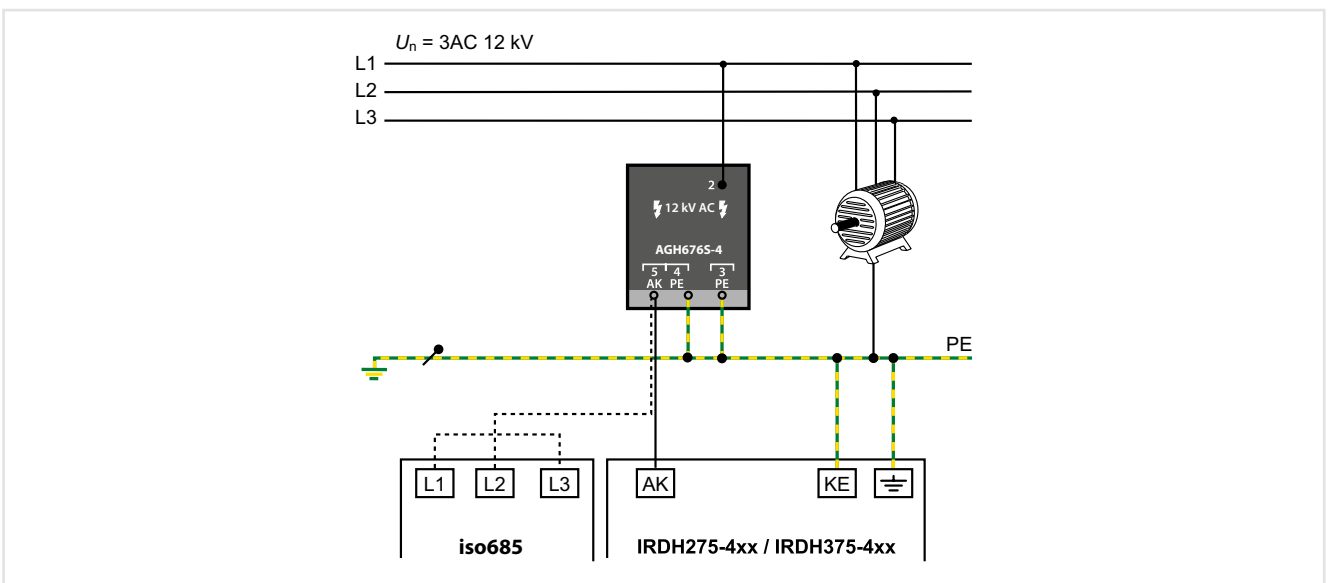 Un = 3AC 12 kV
L1
L2
L3
2
12 kV AC
AGH676S-4
5 4 3
AK PE PE
PE
L1 L2 L3 AK KE
iso685 IRDH275-4xx / IRDH375-4xx